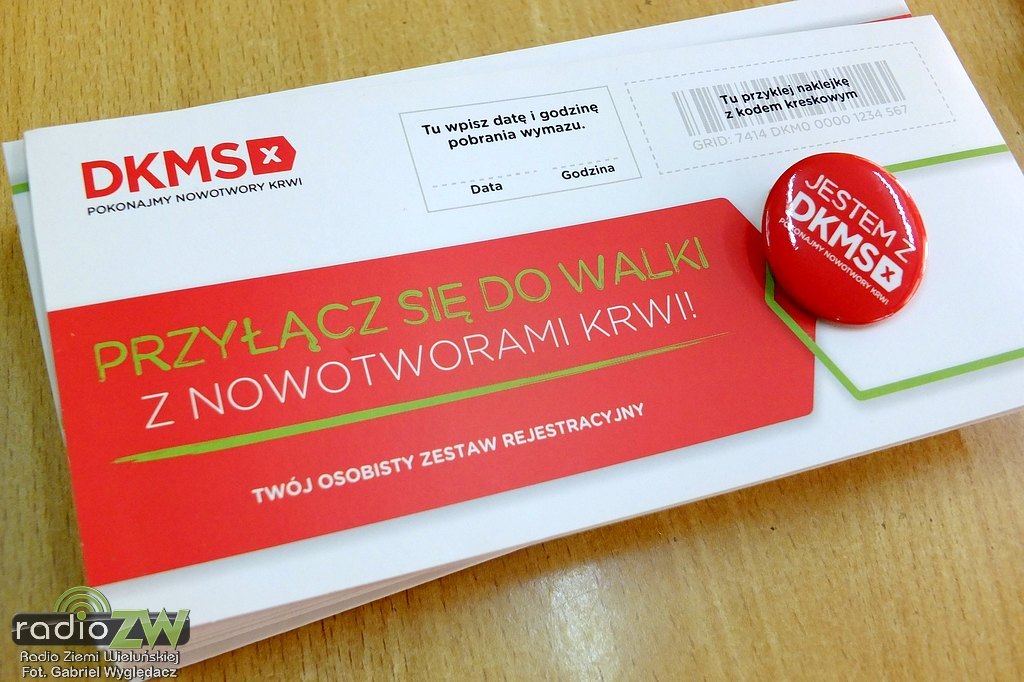 DKMS
POKONAJMY NOWOTWORY KRWI
Tu wpisz datę i godzinę
pobrania wymazu.
Data
Godzina
Tu przyklej naklejkę
z kodem kreskowym
GRID: 7414 DKMO 0000 1234 567
JESTEM Z
DKMS
POKONAJMY NOWOTWORY KRWI
PRZYŁĄCZ SIĘ DO WALKI
Z NOWOTWORAMI KRWI!
TWÓJ OSOBISTY ZESTAW REJESTRACYJNY
radioZW
Radio Ziemi Wieluńskiej
Fot. Gabriel Wyględacz